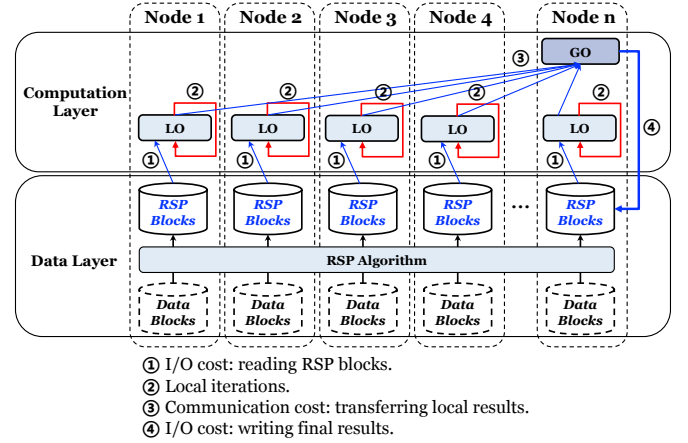 Node 1 Node 2 Node 3 Node 4 Node n
③ GO
Computation
Layer
② ② ② ② ②
LO LO LO LO LO
④
① ① ① ① ①
RSP
Blocks
RSP
Blocks
RSP
Blocks
RSP
Blocks
...
RSP
Blocks
Data Layer
RSP Algorithm
Data
Blocks
Data
Blocks
Data
Blocks
Data
Blocks
Data
Blocks
① I/O cost: reading RSP blocks.
② Local iterations.
③ Communication cost: transferring local results.
④ I/O cost: writing final results.